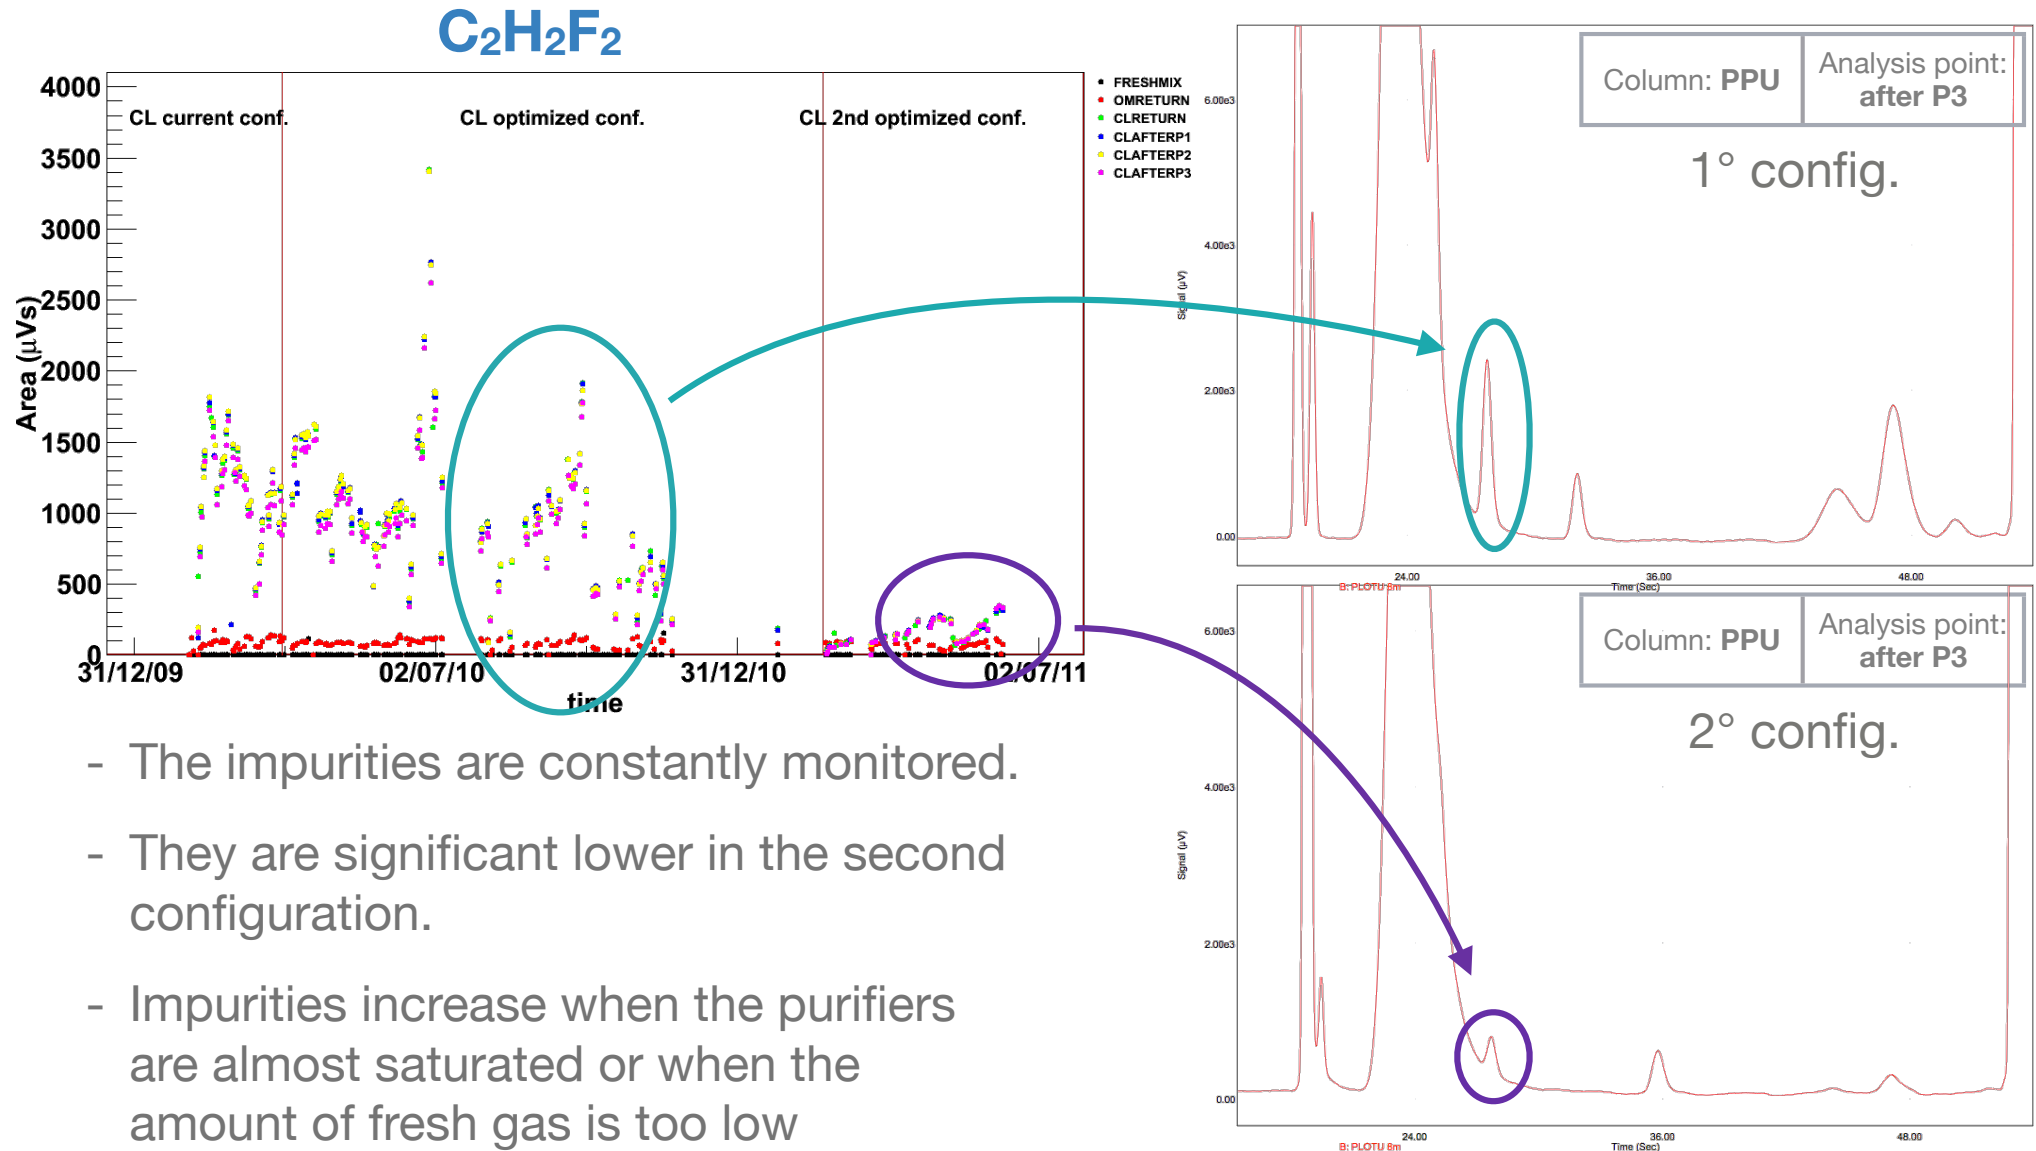 C₂H₂F₂
4000
3500
3000
2500
2000
1500
1000
500
0
Area (μVs)
CL current conf.
CL optimized conf.
CL 2nd optimized conf.
31/12/09
02/07/10
31/12/10
02/07/11
time
FRESHMIX
OMRETURN
CLRETURN
CLAFTERP1
CLAFTERP2
CLAFTERP3
- The impurities are constantly monitored.
- They are significant lower in the second
configuration.
- Impurities increase when the purifiers
are almost saturated or when the
amount of fresh gas is too low
Column: PPU
Analysis point:
after P3
1° config.
6.00e3
4.00e3
2.00e3
0.00
Signal (μV)
24.00
36.00
48.00
B: PLOTU 8m
Time (Sec)
Column: PPU
Analysis point:
after P3
2° config.
6.00e3
4.00e3
2.00e3
0.00
Signal (μV)
24.00
36.00
48.00
B: PLOTU 8m
Time (Sec)